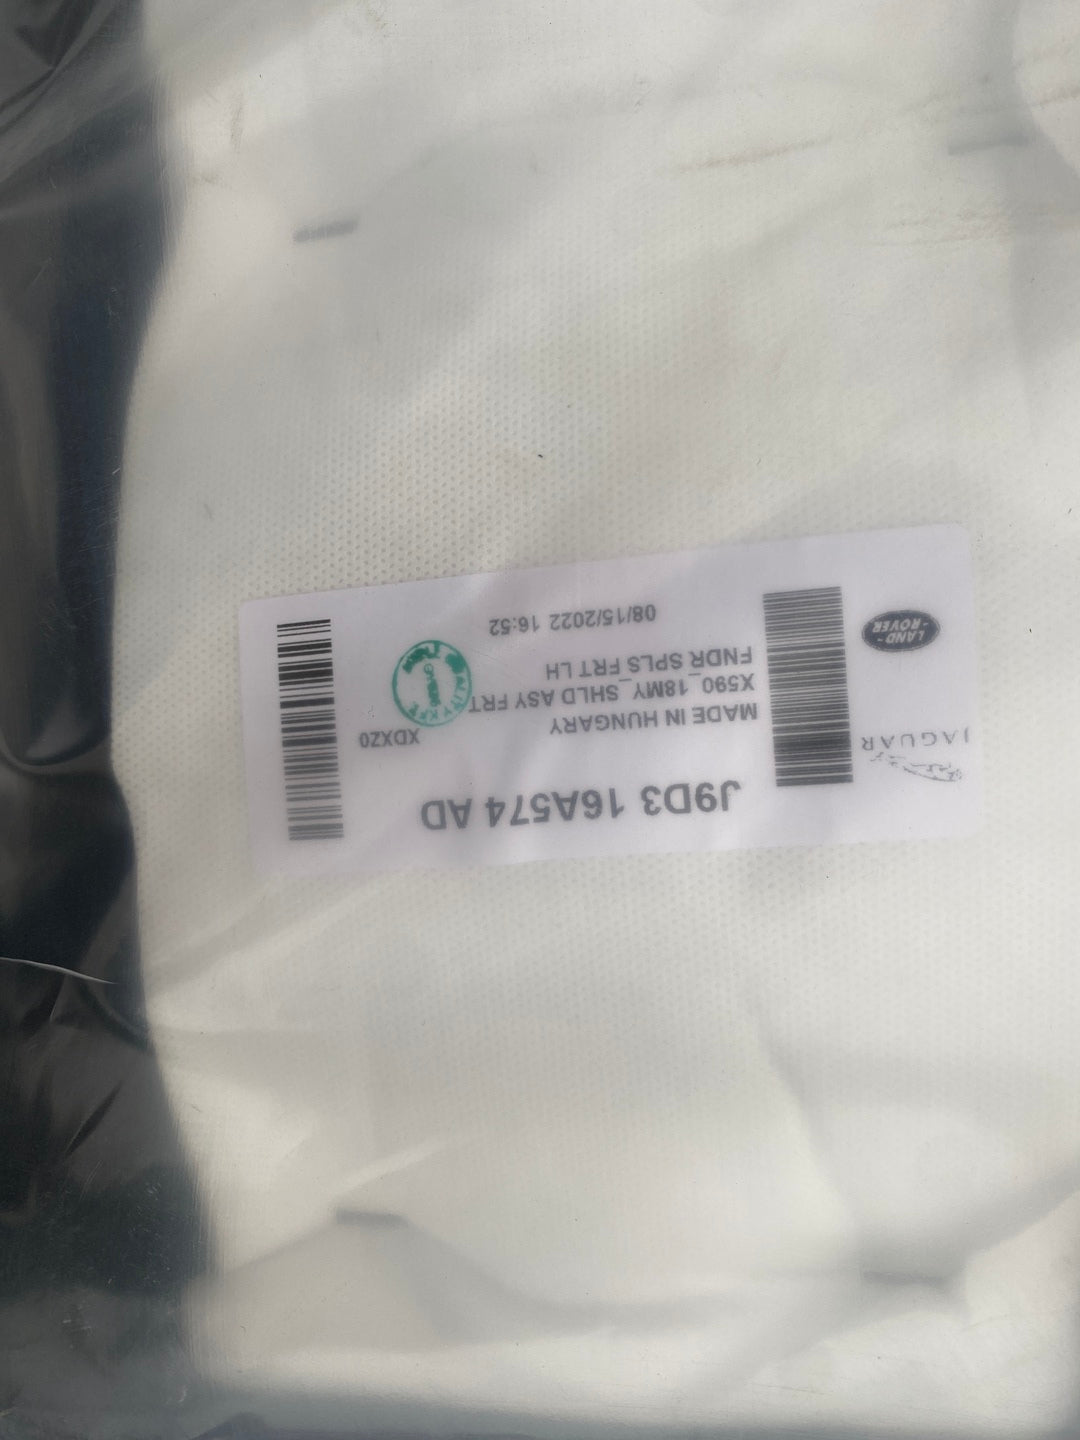 JAGUAR
LAND-
-ROVER
J9D3 16A574 AD
MADE IN HUNGARY
XDXZ0
X590_18MY_SHLD ASY FRT
FNDR SPLS FRT LH
08/15/2022 16:52